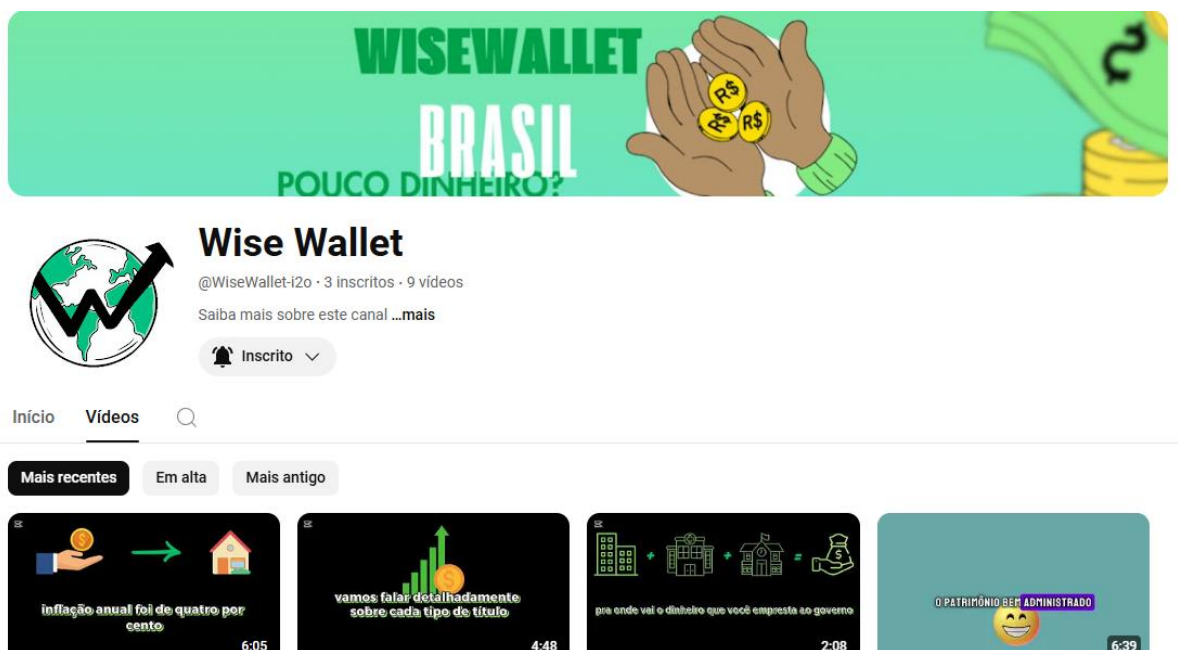 WISEWALLET
BRASIL
POUCO DINHEIRO?
R$
R$ R$
$
W
Wise Wallet
@WiseWallet-i2o · 3 inscritos · 9 vídeos
Saiba mais sobre este canal ...mais
Inscrito
Início Vídeos
Mais recentes Em alta Mais antigo
$
inflação anual foi de quatro por
cento
6:05
$
vamos falar detalhadamente
sobre cada tipo de título
4:48
+ + = $
pra onde vai o dinheiro que você empresta ao governo
2:08
O PATRIMÔNIO BEM ADMINISTRADO
6:39